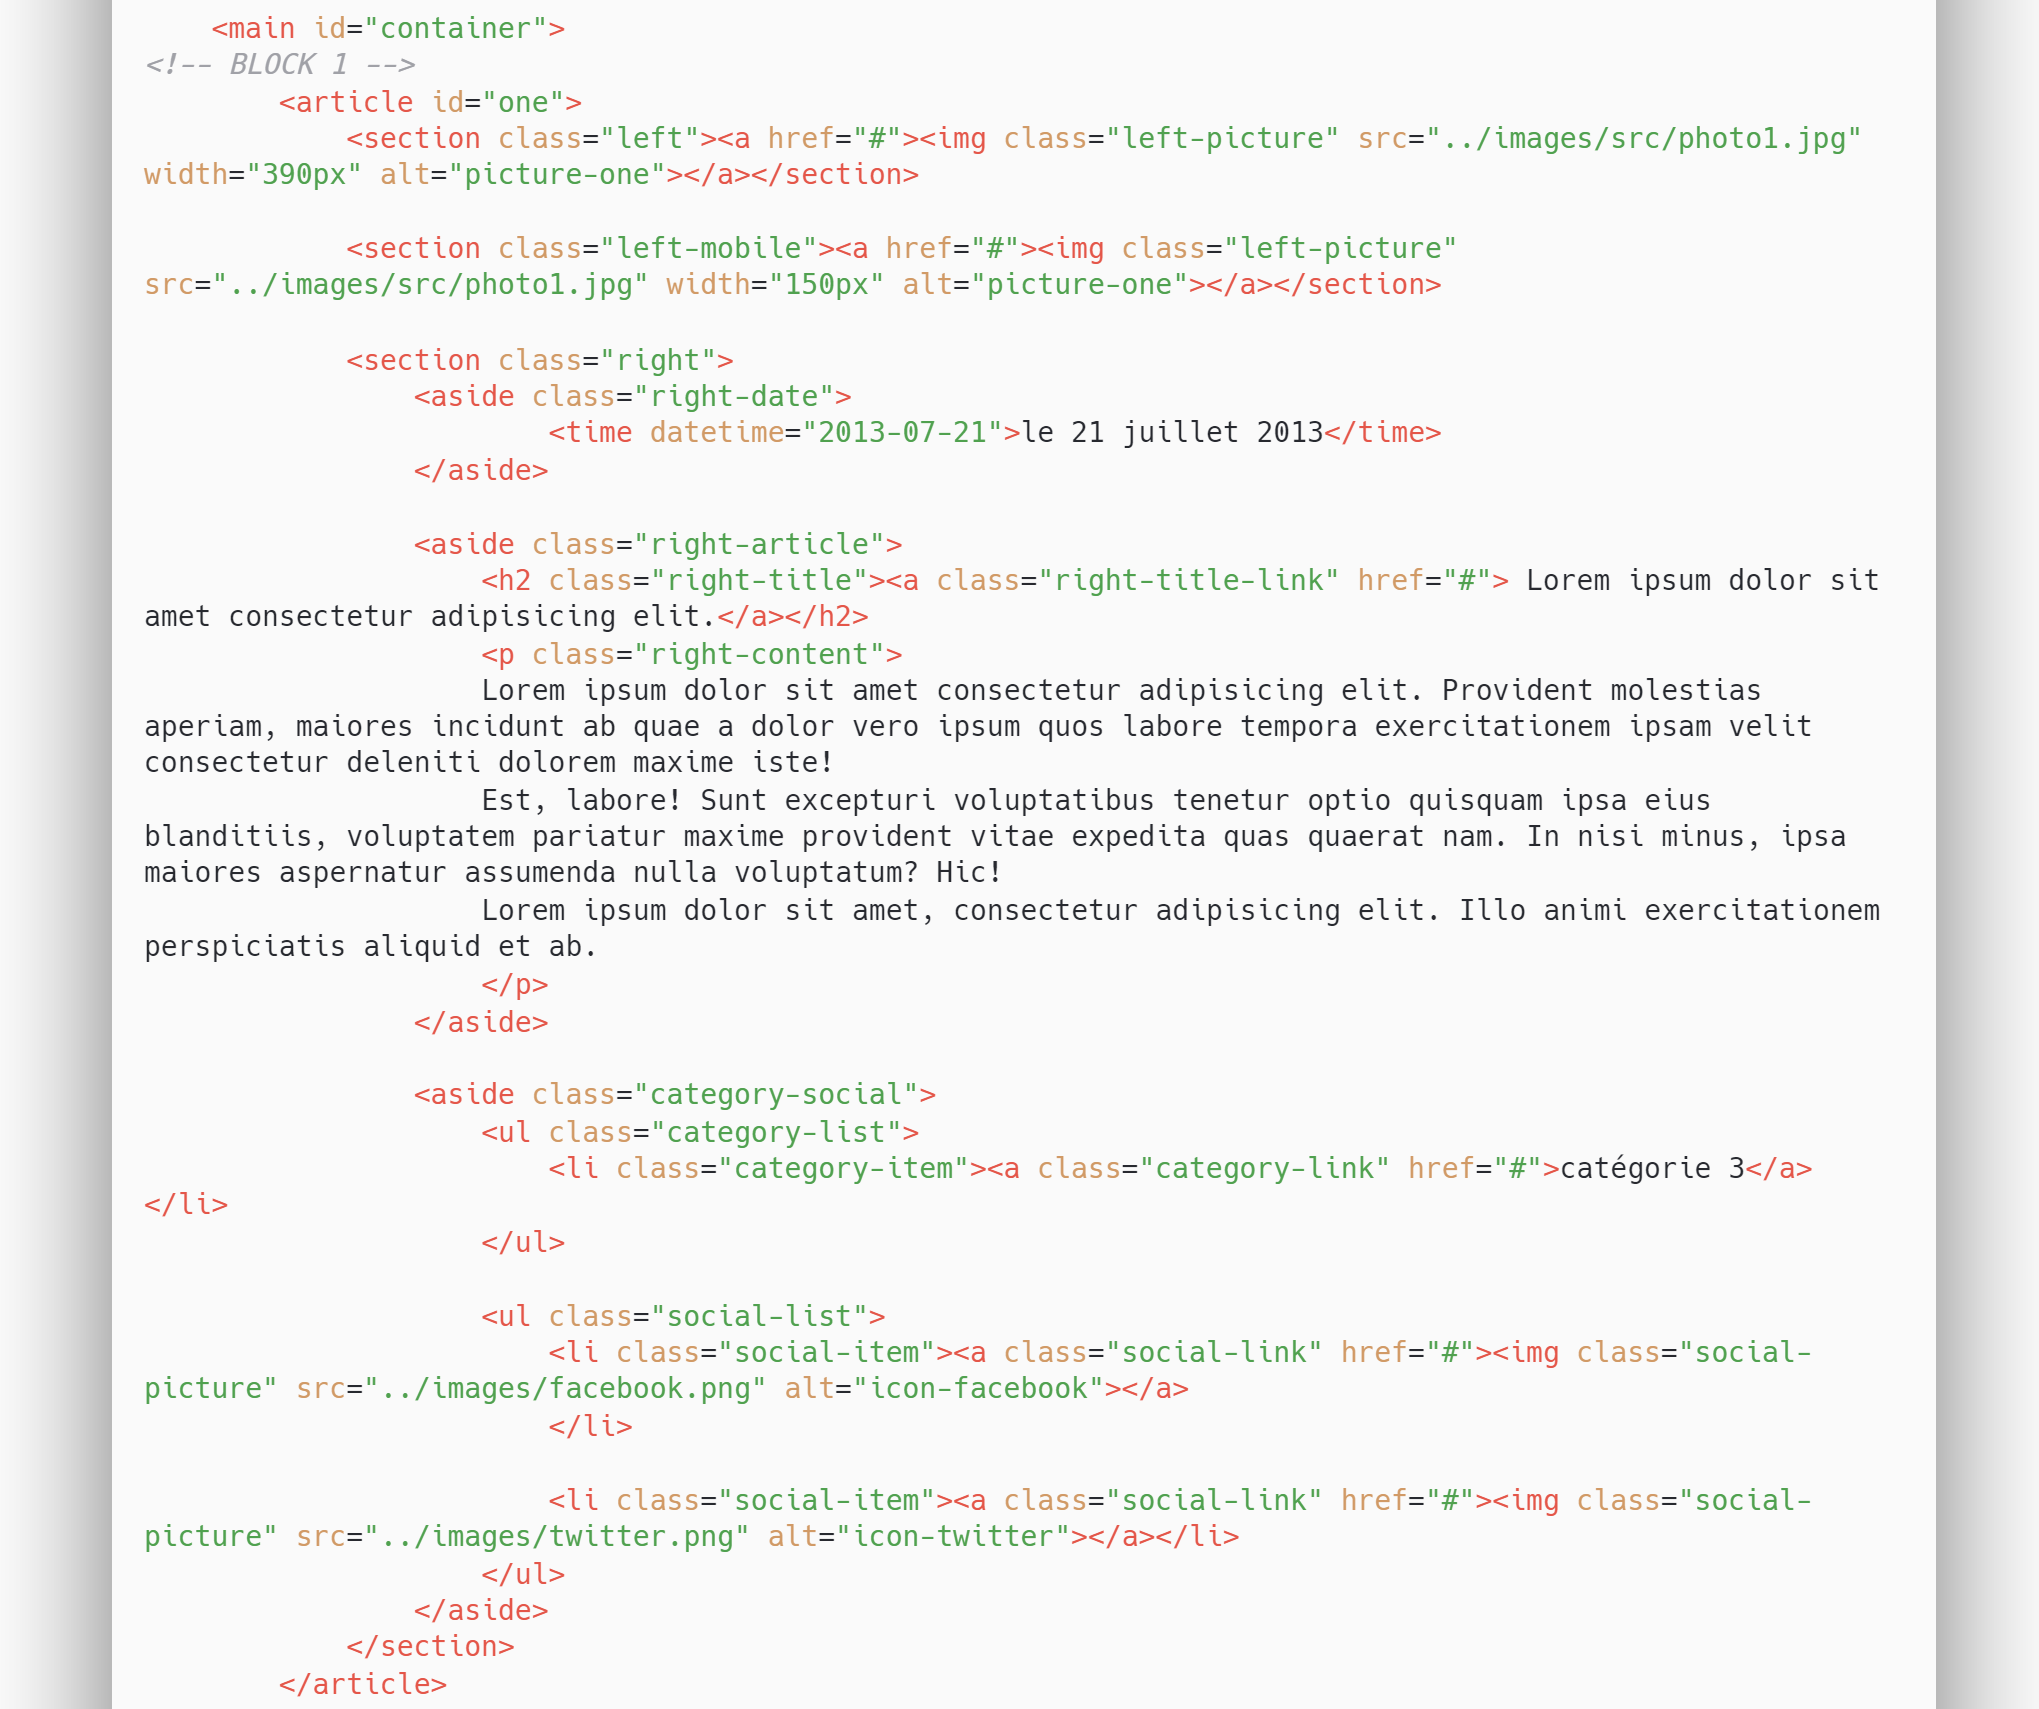 <main id="container">
<!-- BLOCK 1 -->
<article id="one">
<section class="left"><a href="#"><img class="left-picture" src="../images/src/photo1.jpg"
width="390px" alt="picture-one"></a></section>
<section class="left-mobile"><a href="#"><img class="left-picture"
src="../images/src/photo1.jpg" width="150px" alt="picture-one"></a></section>
<section class="right">
<aside class="right-date">
<time datetime="2013-07-21">le 21 juillet 2013</time>
</aside>
<aside class="right-article">
<h2 class="right-title"><a class="right-title-link" href="#"> Lorem ipsum dolor sit
amet consectetur adipisicing elit.</a></h2>
<p class="right-content">
Lorem ipsum dolor sit amet consectetur adipisicing elit. Provident molestias
aperiam, maiores incidunt ab quae a dolor vero ipsum quos labore tempora exercitationem ipsam velit
consectetur deleniti dolorem maxime iste!
Est, labore! Sunt excepturi voluptatibus tenetur optio quisquam ipsa eius
blanditiis, voluptatem pariatur maxime provident vitae expedita quas quaerat nam. In nisi minus, ipsa
maiores aspernatur assumenda nulla voluptatum? Hic!
Lorem ipsum dolor sit amet, consectetur adipisicing elit. Illo animi exercitationem
perspiciatis aliquid et ab.
</p>
</aside>
<aside class="category-social">
<ul class="category-list">
<li class="category-item"><a class="category-link" href="#">catégorie 3</a>
</li>
</ul>
<ul class="social-list">
<li class="social-item"><a class="social-link" href="#"><img class="social-
picture" src="../images/facebook.png" alt="icon-facebook"></a>
</li>
<li class="social-item"><a class="social-link" href="#"><img class="social-
picture" src="../images/twitter.png" alt="icon-twitter"></a></li>
</ul>
</aside>
</section>
</article>